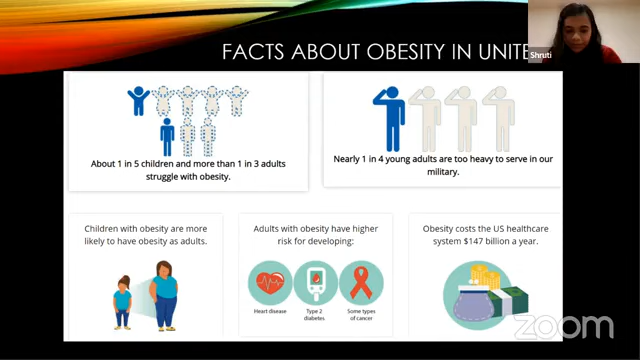 FACTS ABOUT OBESITY IN UNITE
Shruti
About 1 in 5 children and more than 1 in 3 adults
struggle with obesity.
Nearly 1 in 4 young adults are too heavy to serve in our
military.
Children with obesity are more
likely to have obesity as adults.
Adults with obesity have higher
risk for developing:
Heart disease
Type 2
diabetes
Some types
of cancer
Obesity costs the US healthcare
system $147 billion a year.
zoom